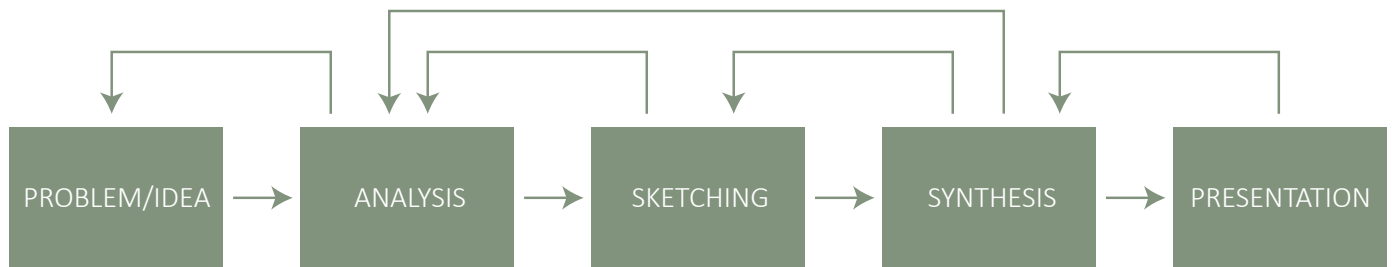 PROBLEM/IDEA
ANALYSIS
SKETCHING
SYNTHESIS
PRESENTATION